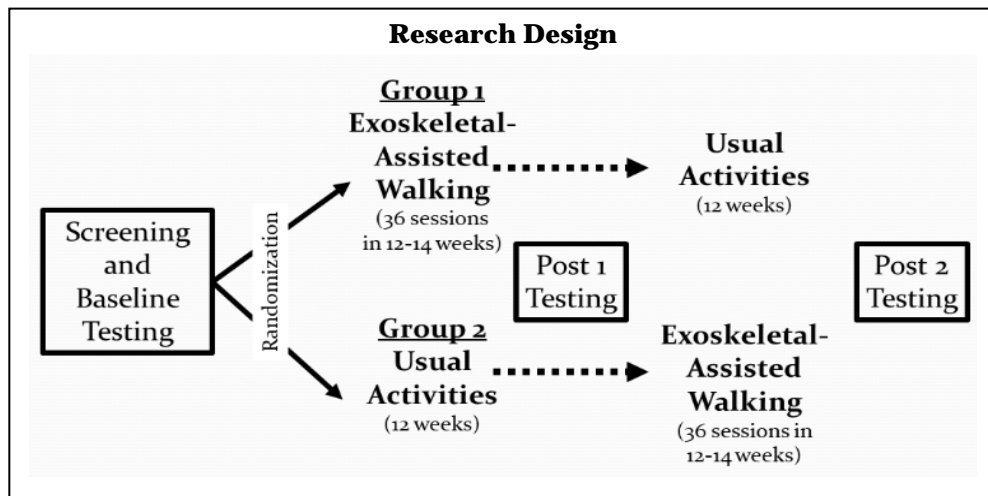 Research Design
Screening
and
Baseline
Testing
Randomization
Group 1
Exoskeletal-
Assisted
Walking
(36 sessions
in 12-14 weeks)
Usual
Activities
(12 weeks)
Post 1
Testing
Post 2
Testing
Group 2
Usual
Activities
(12 weeks)
Exoskeletal-
Assisted
Walking
(36 sessions in
12-14 weeks)